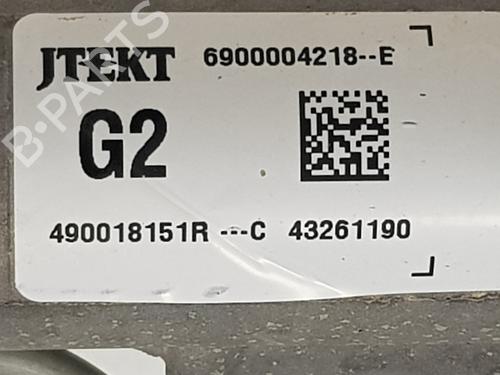 JTEKT 6900004218--E
G2
490018151R ---C 43261190
B-PARTS